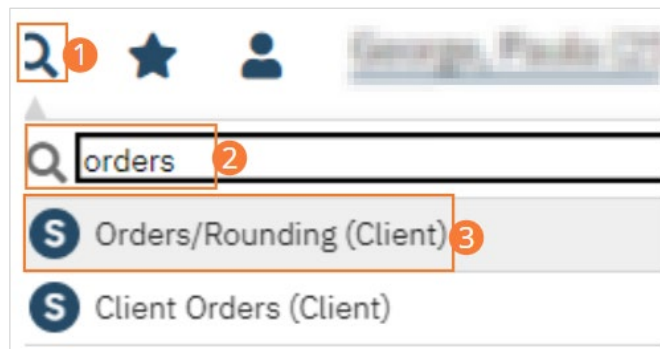 1
orders 2
S Orders/Rounding (Client) 3
S Client Orders (Client)